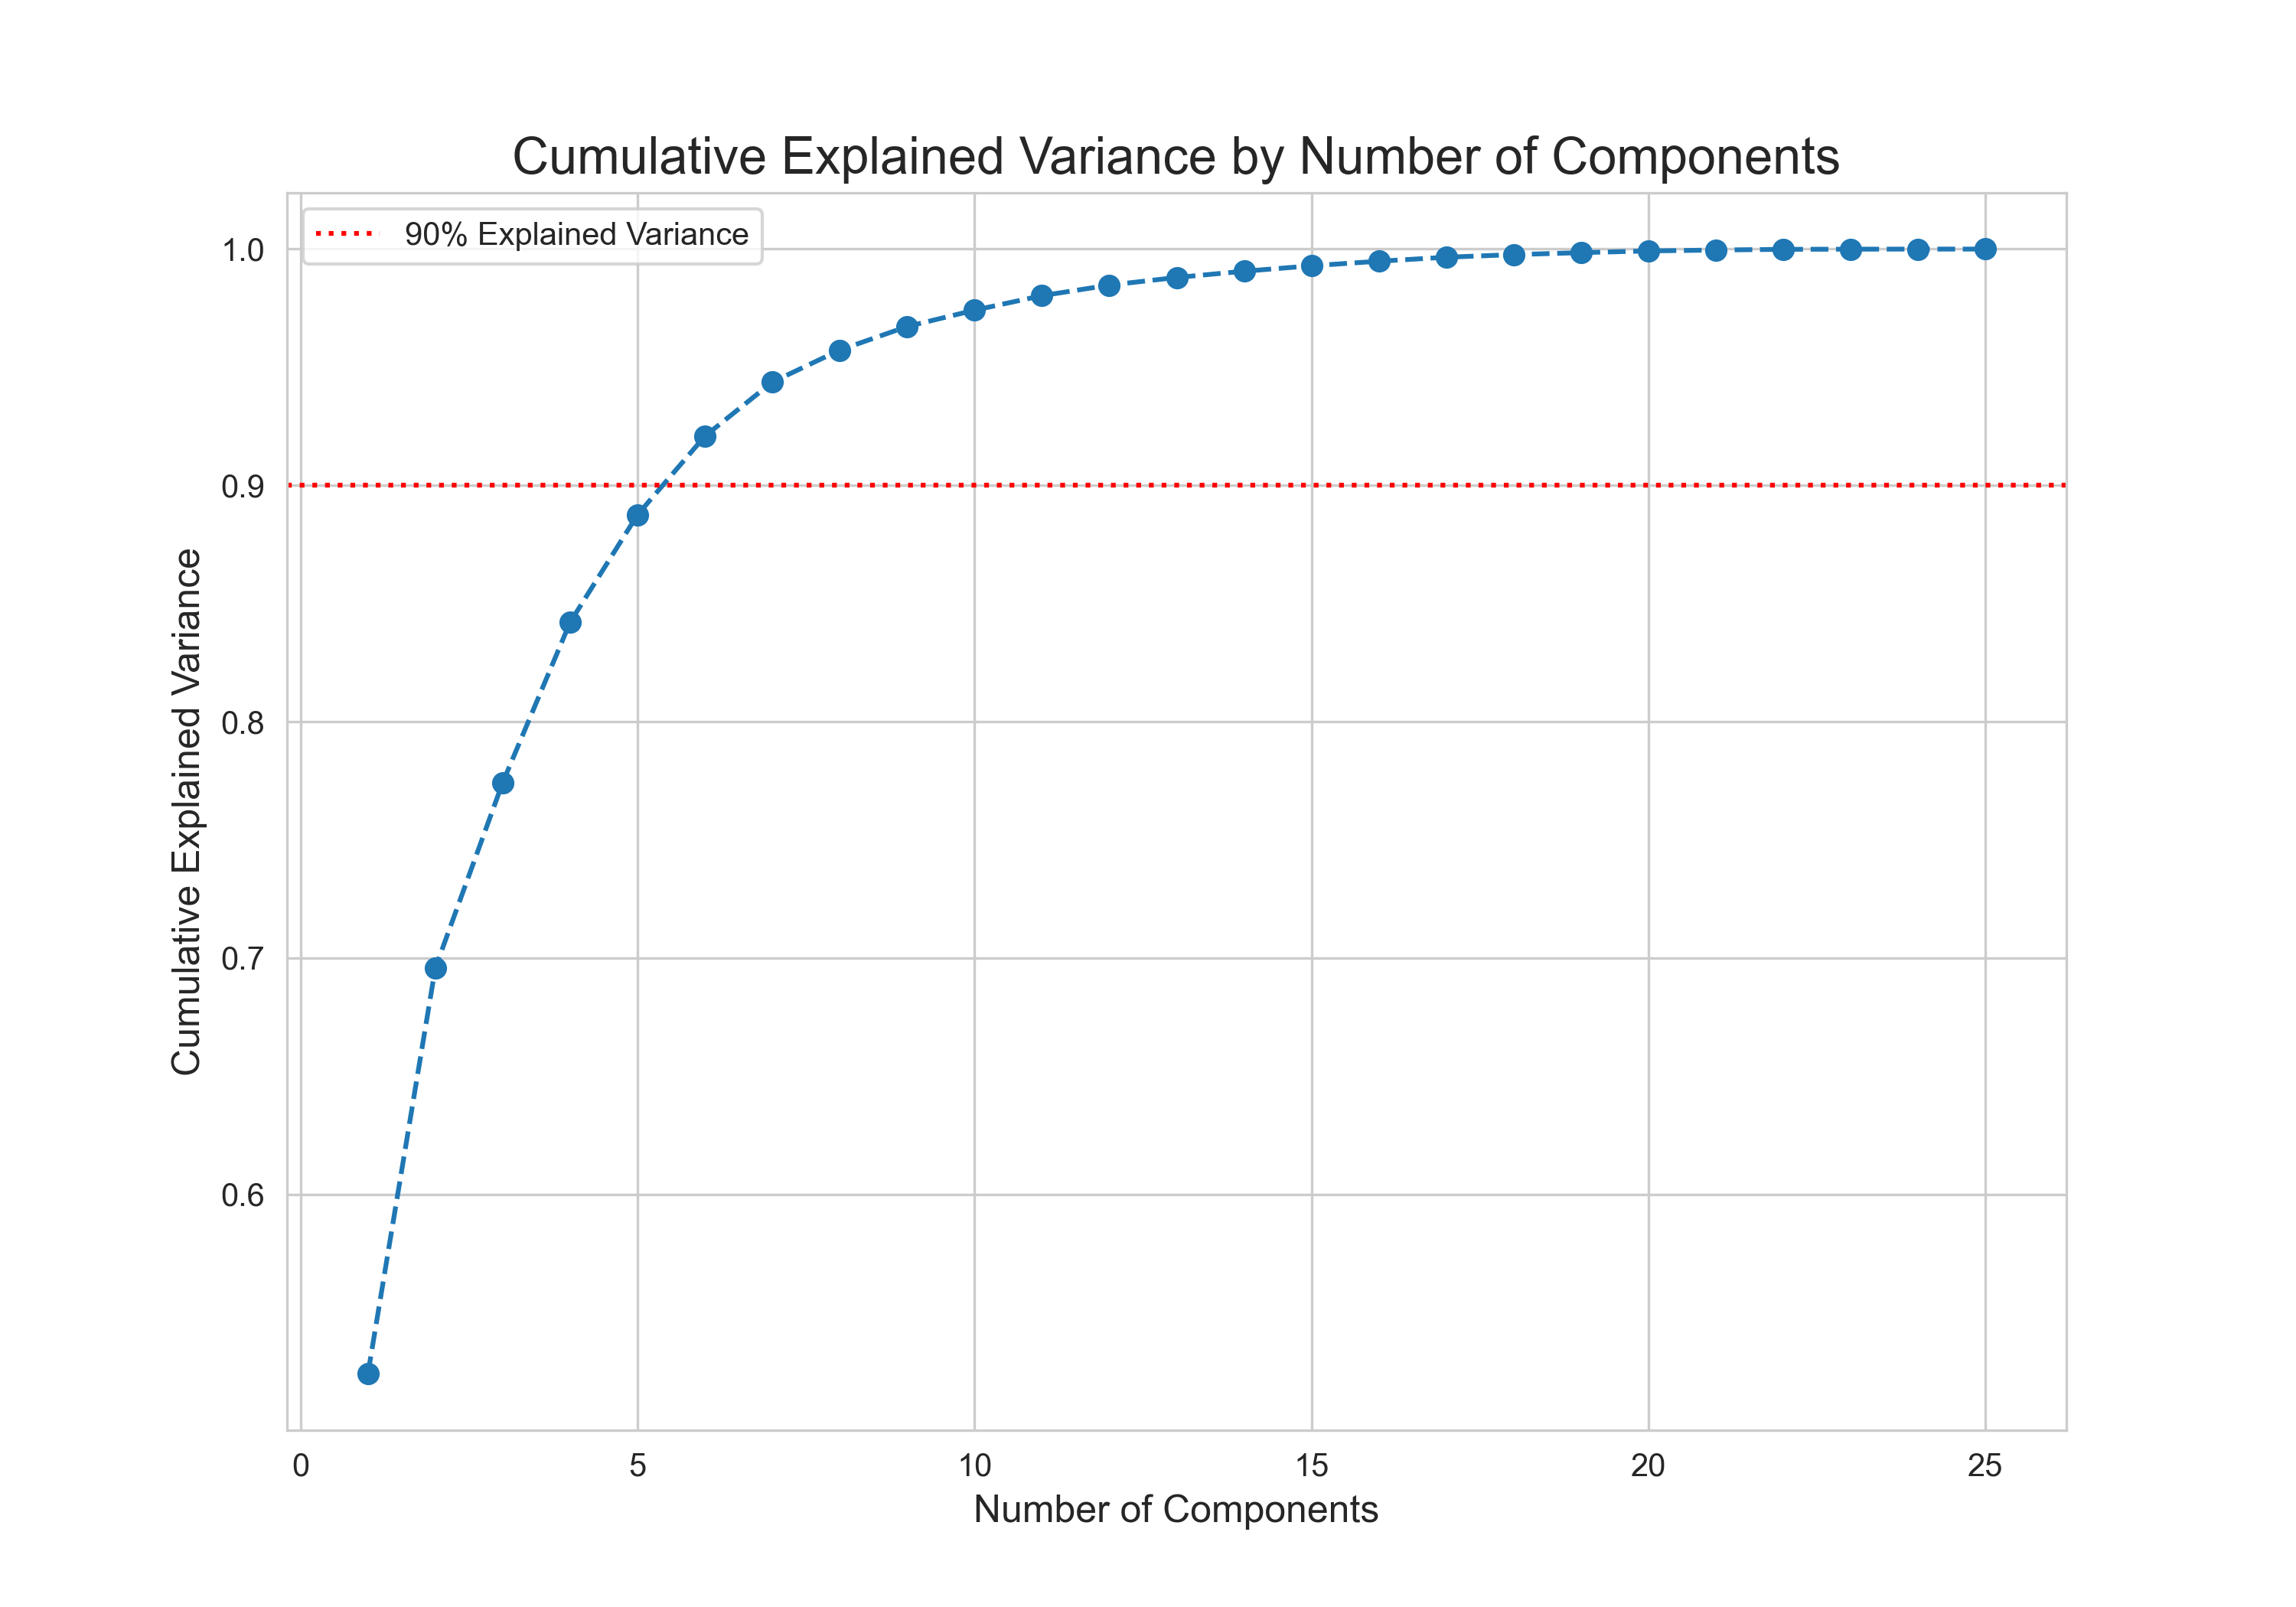 Cumulative Explained Variance by Number of Components
90% Explained Variance
1.0
0.9
0.8
0.7
0.6
Cumulative Explained Variance
0 5 10 15 20 25
Number of Components